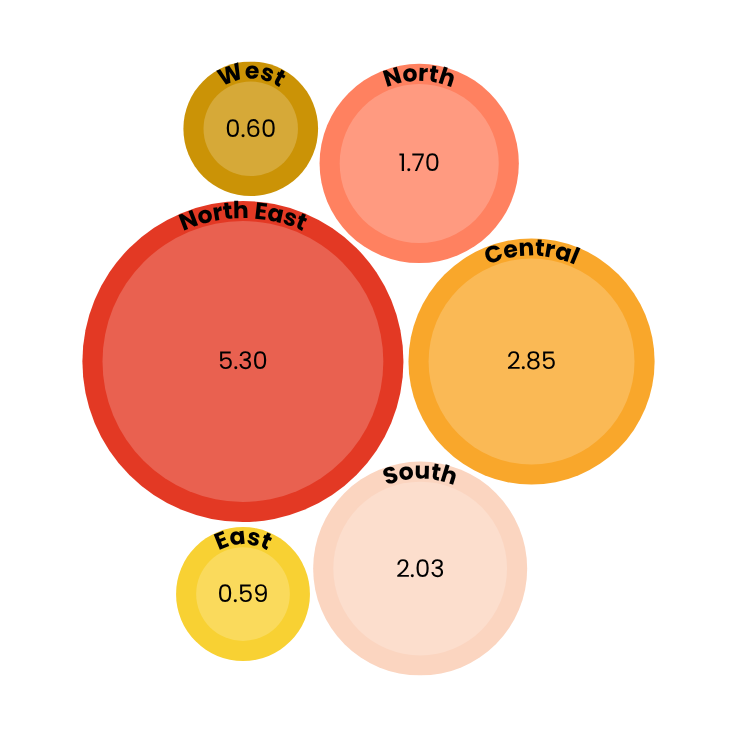 West
0.60
North
1.70
North East
5.30
Central
2.85
South
2.03
East
0.59